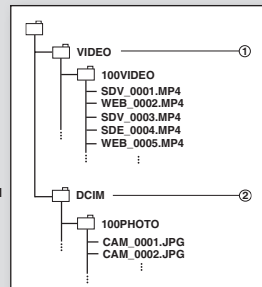 VIDEO ①
100VIDEO
SDV_0001.MP4
WEB_0002.MP4
SDV_0003.MP4
SDE_0004.MP4
WEB_0005.MP4
DCIM ②
100PHOTO
CAM_0001.JPG
CAM_0002.JPG